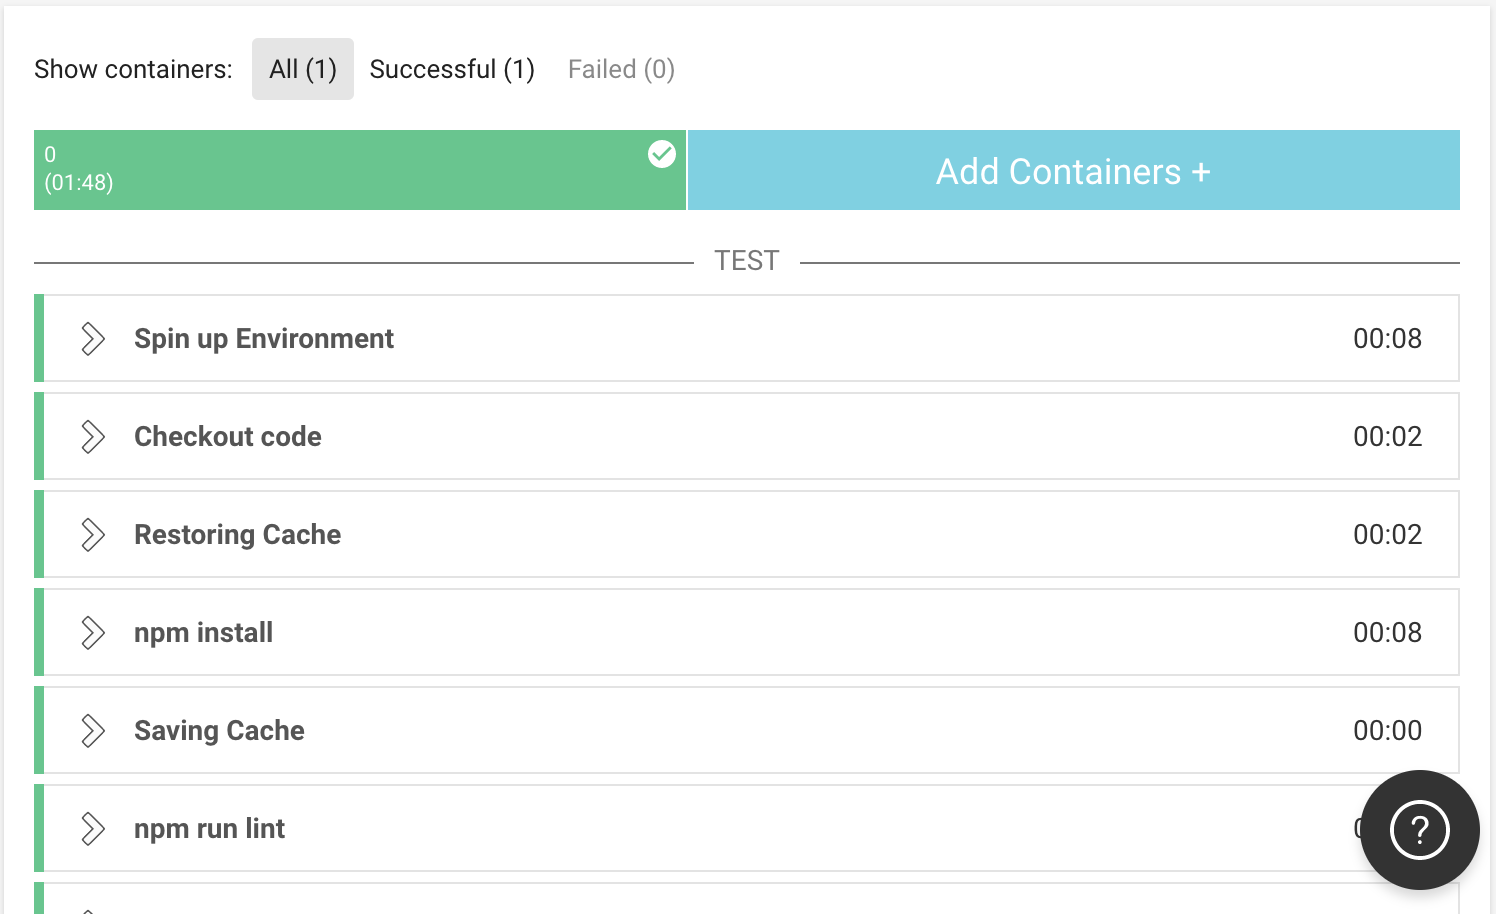 Show containers: All (1) Successful (1) Failed (0)
0
(01:48)
Add Containers +
TEST
Spin up Environment 00:08
Checkout code 00:02
Restoring Cache 00:02
npm install 00:08
Saving Cache 00:00
npm run lint
?